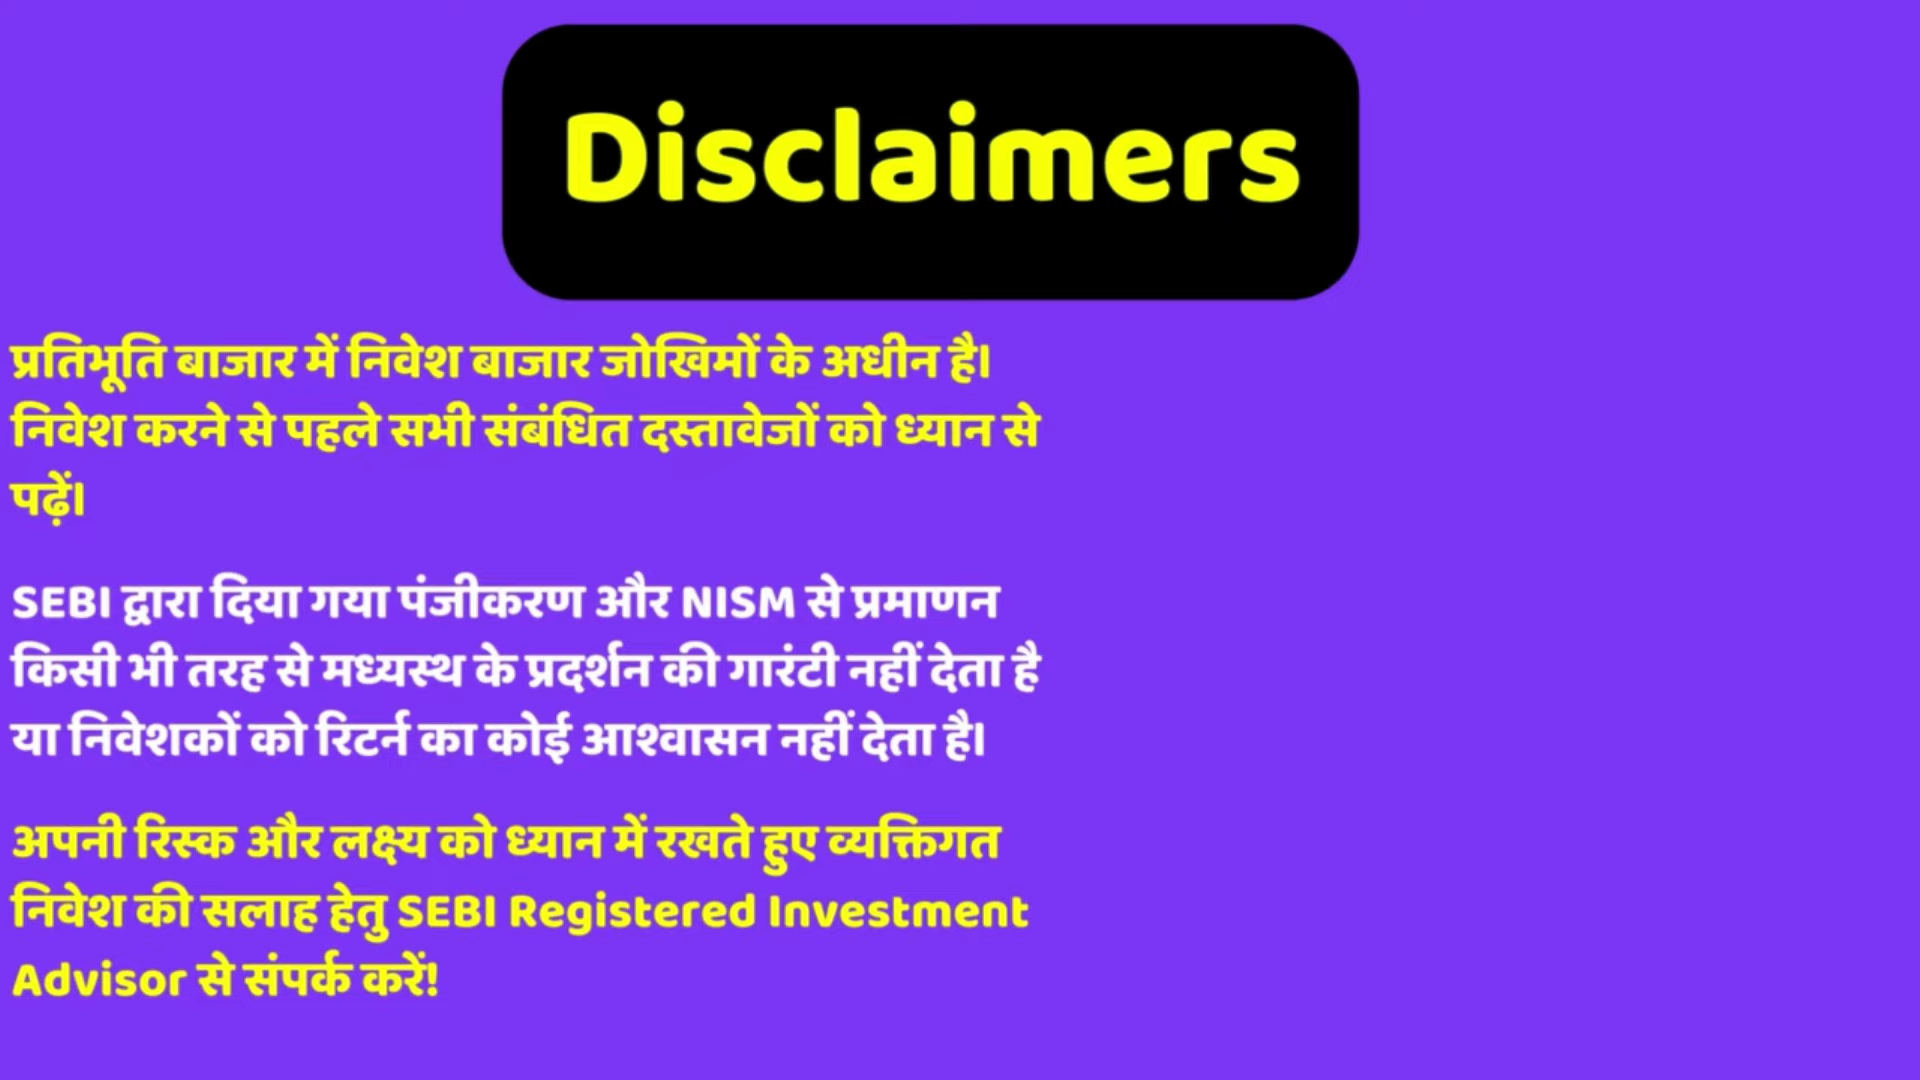 Disclaimers
प्रतिभूति बाजार में निवेश बाजार जोखिमों के अधीन है।
निवेश करने से पहले सभी संबंधित दस्तावेजों को ध्यान से
पढ़ें।
SEBI द्वारा दिया गया पंजीकरण और NISM से प्रमाणन
किसी भी तरह से मध्यस्थ के प्रदर्शन की गारंटी नहीं देता है
या निवेशकों को रिटर्न का कोई आश्वासन नहीं देता है।
अपनी रिस्क और लक्ष्य को ध्यान में रखते हुए व्यक्तिगत
निवेश की सलाह हेतु SEBI Registered Investment
Advisor से संपर्क करें!